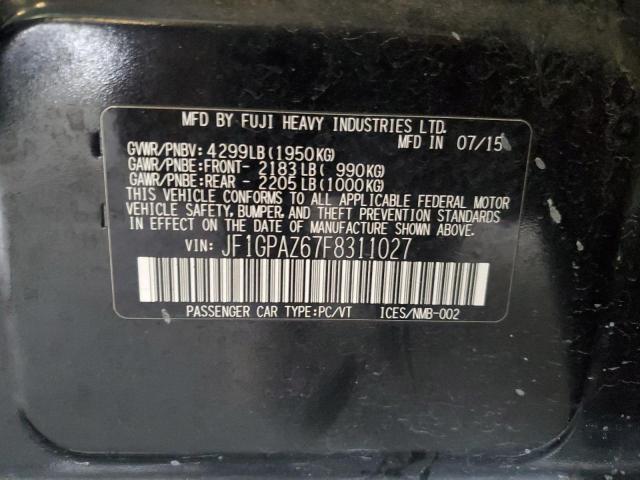 MFD BY FUJI HEAVY INDUSTRIES LTD.
MFD IN 07/15
GVWR/PNBV: 4299LB(1950KG)
GAWR/PNBE:FRONT- 2183LB( 990KG)
GAWR/PNBE:REAR - 2205LB(1000KG)
THIS VEHICLE CONFORMS TO ALL APPLICABLE FEDERAL MOTOR
VEHICLE SAFETY, BUMPER, AND THEFT PREVENTION STANDARDS
IN EFFECT ON THE DATE OF MANUFACTURE SHOWN ABOVE.
VIN: JF1GPAZ67F8311027
PASSENGER CAR TYPE:PC/VT ICES/NMB-002